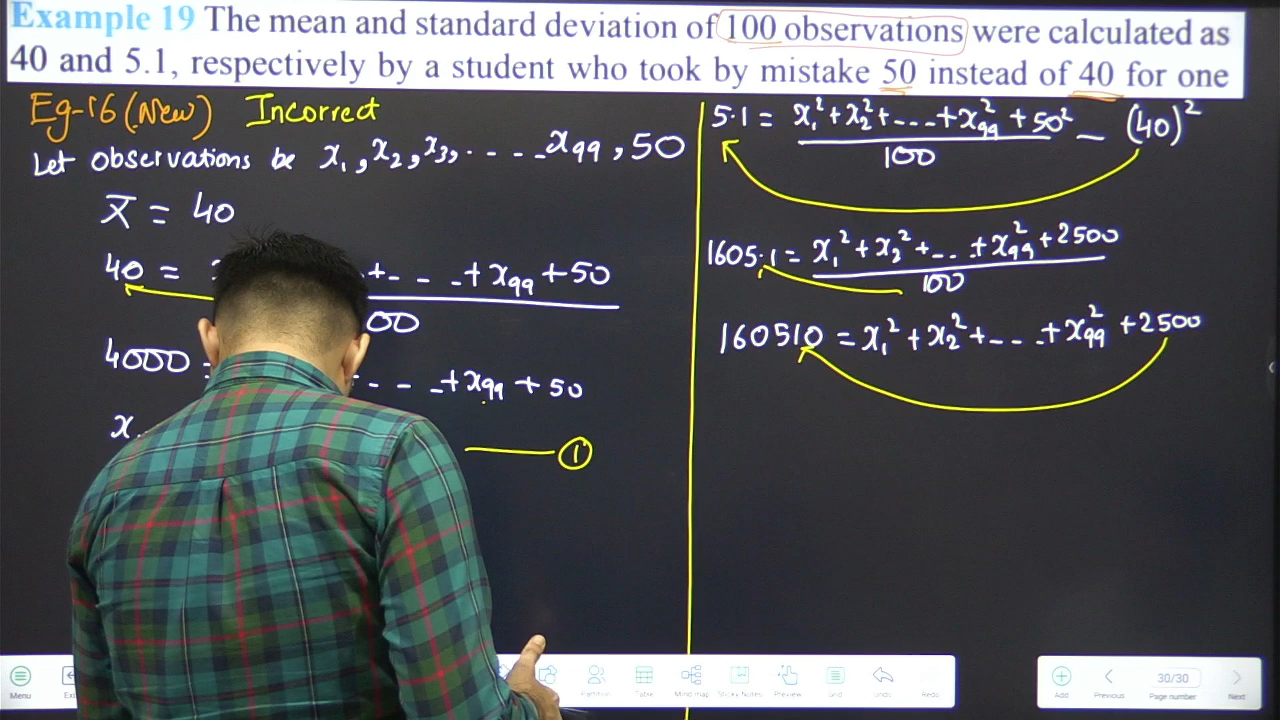 Example 19 The mean and standard deviation of 100 observations were calculated as
40 and 5.1, respectively by a student who took by mistake 50 instead of 40 for one
Eg-16 (New) Incorrect
Let observations be x₁, x₂, x₃, ----x₉₉, 50
x̄ = 40
40 = +- - -+ x₉₉ + 50
00
4000 = - - -+ x₉₉ + 50
x ——— ①
5.1 = x₁² + x₂² + ---- + x₉₉² + 50² – (40)²
100
1605.1 = x₁² + x₂² + --- + x₉₉² + 2500
100
160510 = x₁² + x₂² + --- + x₉₉² + 2500
Menu Partition Table Mind map Sticky Notes Preview Grid Undo Redo
Add Previous 30/30 Page number Next